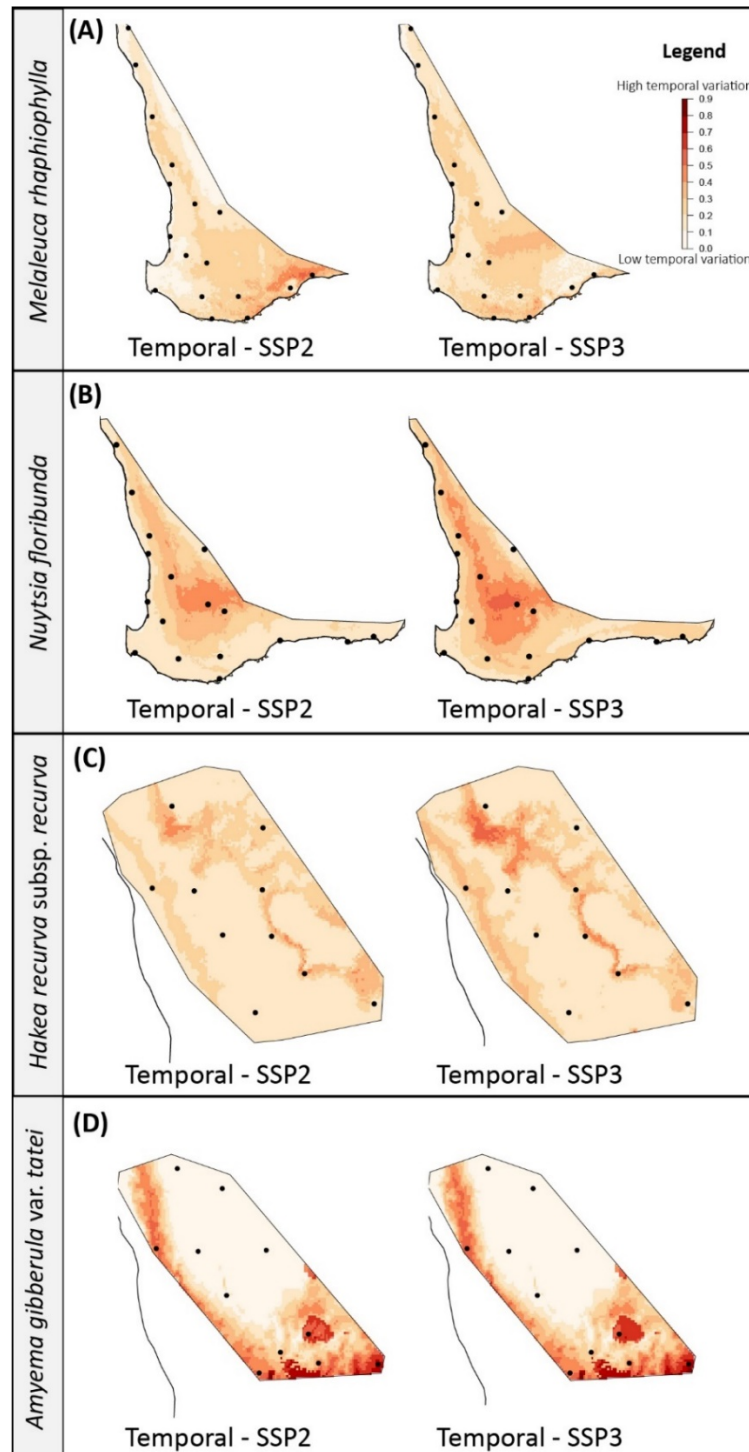 (A)
Legend
High temporal variation
0.9
0.8
0.7
0.6
0.5
0.4
0.3
0.2
0.1
0.0
Low temporal variation
Melaleuca rhaphiophylla
Temporal - SSP2
Temporal - SSP3
(B)
Nuytsia floribunda
Temporal - SSP2
Temporal - SSP3
(C)
Hakea recurva subsp. recurva
Temporal - SSP2
Temporal - SSP3
(D)
Amyema gibberula var. tatei
Temporal - SSP2
Temporal - SSP3